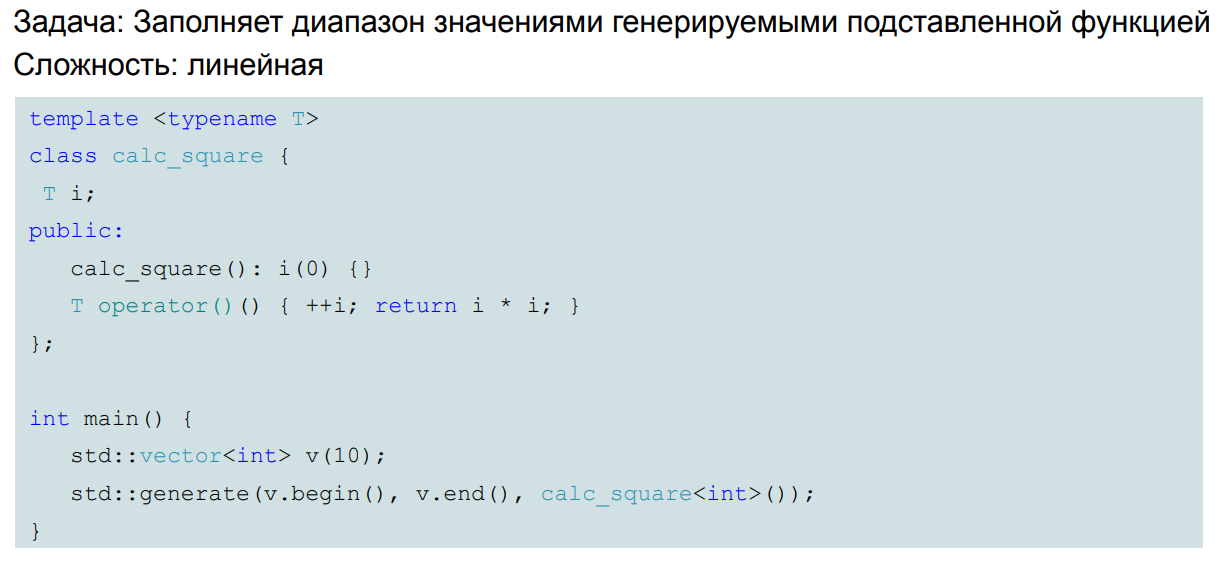 Задача: Заполняет диапазон значениями генерируемыми подставленной функцией
Сложность: линейная
template <typename T>
class calc_square {
 T i;
public:
   calc_square(): i(0) {}
   T operator()() { ++i; return i * i; }
};
int main() {
   std::vector<int> v(10);
   std::generate(v.begin(), v.end(), calc_square<int>());
}